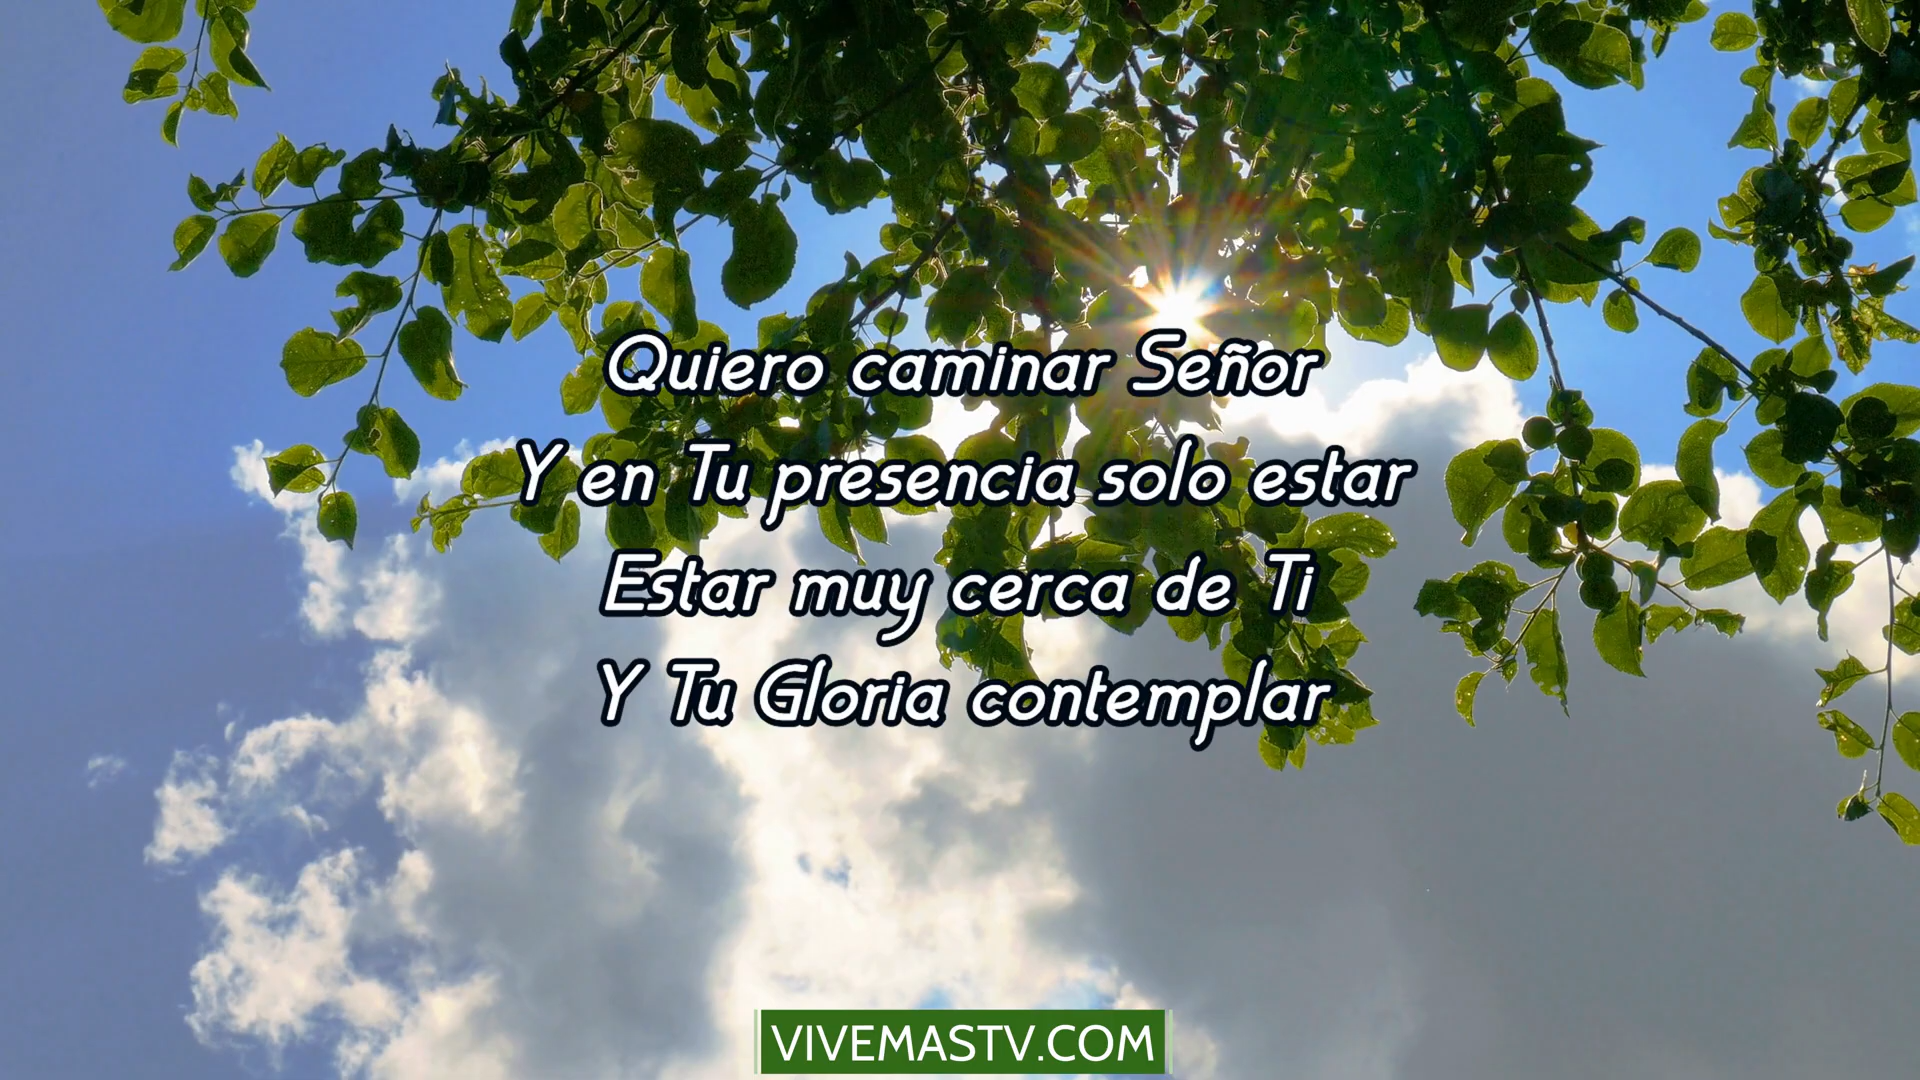 Quiero caminar Señor
Y en Tu presencia solo estar
Estar muy cerca de Ti
Y Tu Gloria contemplar
VIVEMASTV.COM